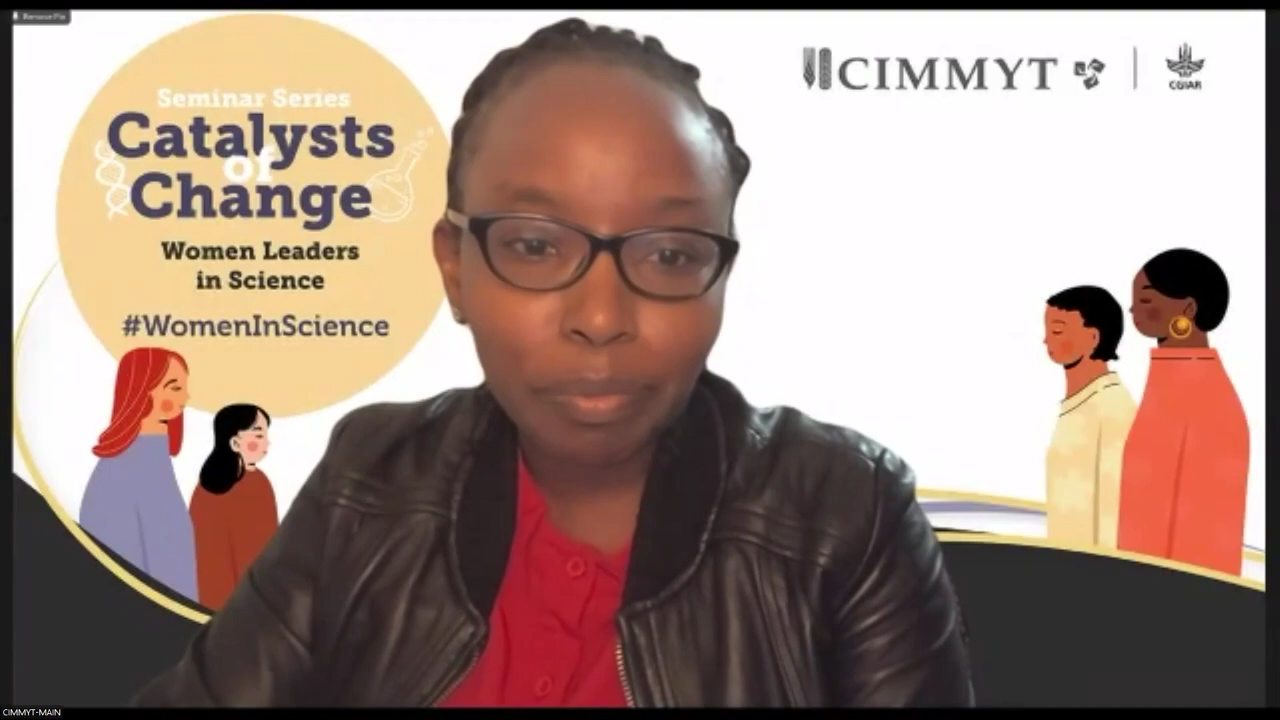 Seminar Series
Catalysts
of
Change
Women Leaders
in Science
#WomenInScience
CIMMYT
CGIAR
CIMMYT-MAIN